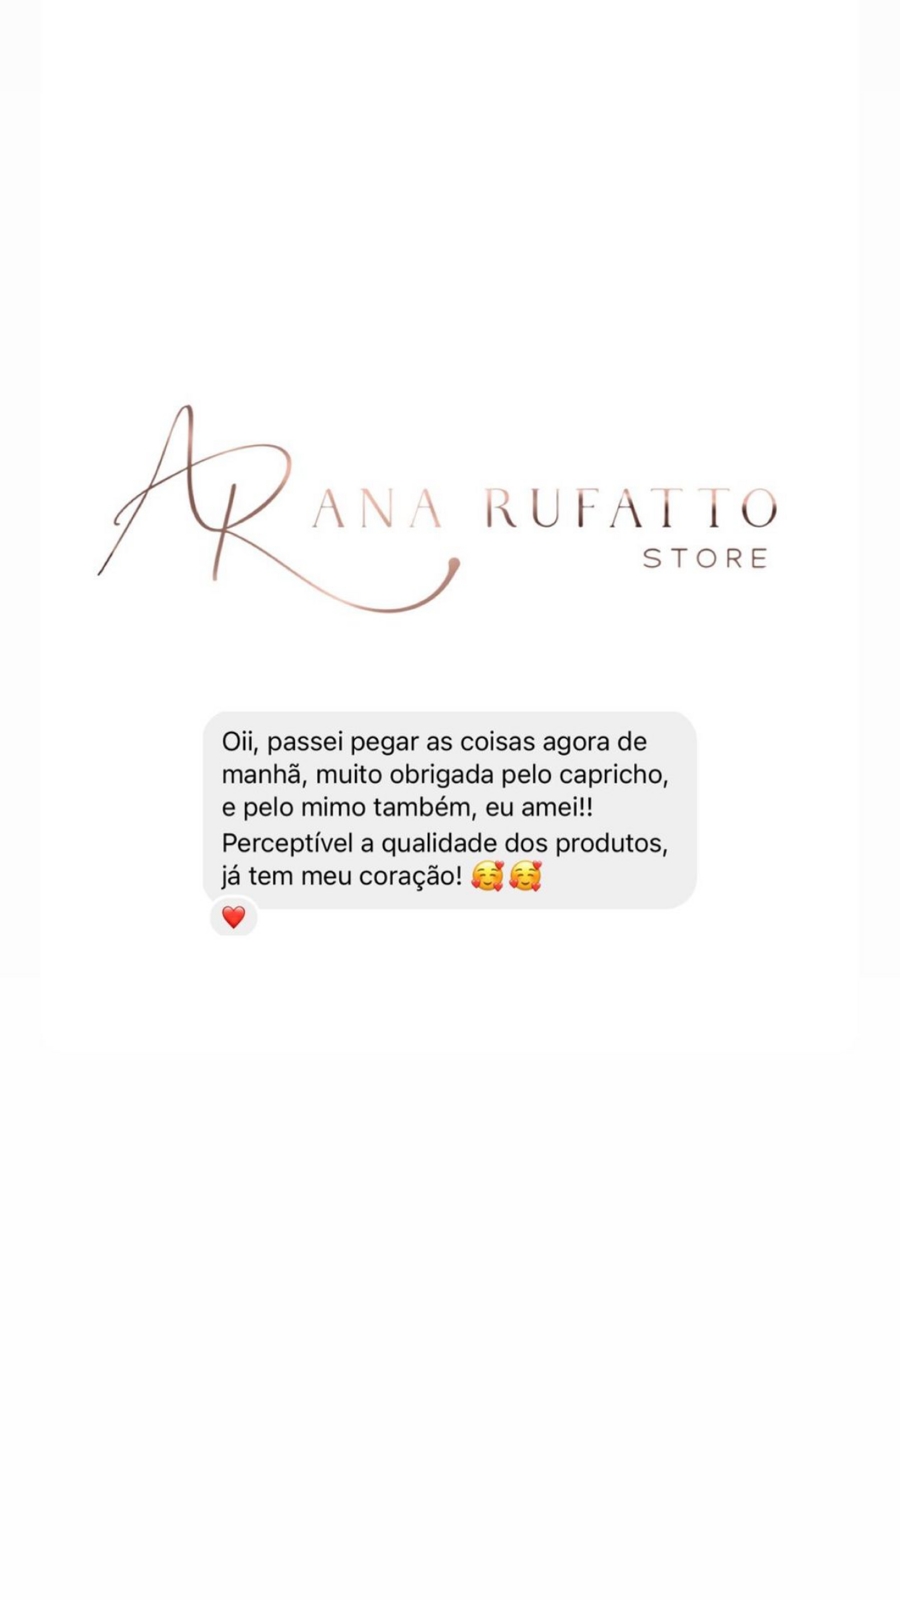 AR ANA RUFATTO
STORE
Oii, passei pegar as coisas agora de
manhã, muito obrigada pelo capricho,
e pelo mimo também, eu amei!!
Perceptível a qualidade dos produtos,
já tem meu coração! 🥰🥰
❤️